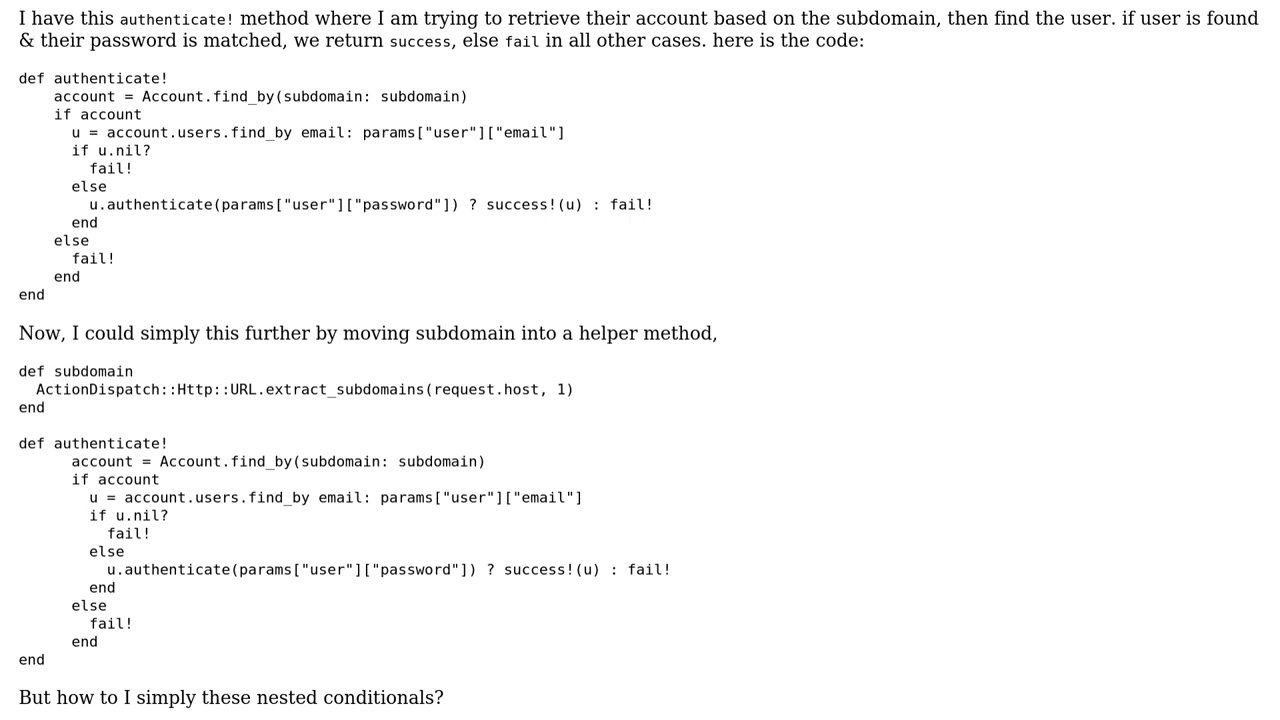 I have this authenticate! method where I am trying to retrieve their account based on the subdomain, then find the user. if user is found
& their password is matched, we return success, else fail in all other cases. here is the code:
def authenticate!
    account = Account.find_by(subdomain: subdomain)
    if account
      u = account.users.find_by email: params["user"]["email"]
      if u.nil?
        fail!
      else
        u.authenticate(params["user"]["password"]) ? success!(u) : fail!
      end
    else
      fail!
    end
end
Now, I could simply this further by moving subdomain into a helper method,
def subdomain
  ActionDispatch::Http::URL.extract_subdomains(request.host, 1)
end
def authenticate!
      account = Account.find_by(subdomain: subdomain)
      if account
        u = account.users.find_by email: params["user"]["email"]
        if u.nil?
          fail!
        else
          u.authenticate(params["user"]["password"]) ? success!(u) : fail!
        end
      else
        fail!
      end
end
But how to I simply these nested conditionals?